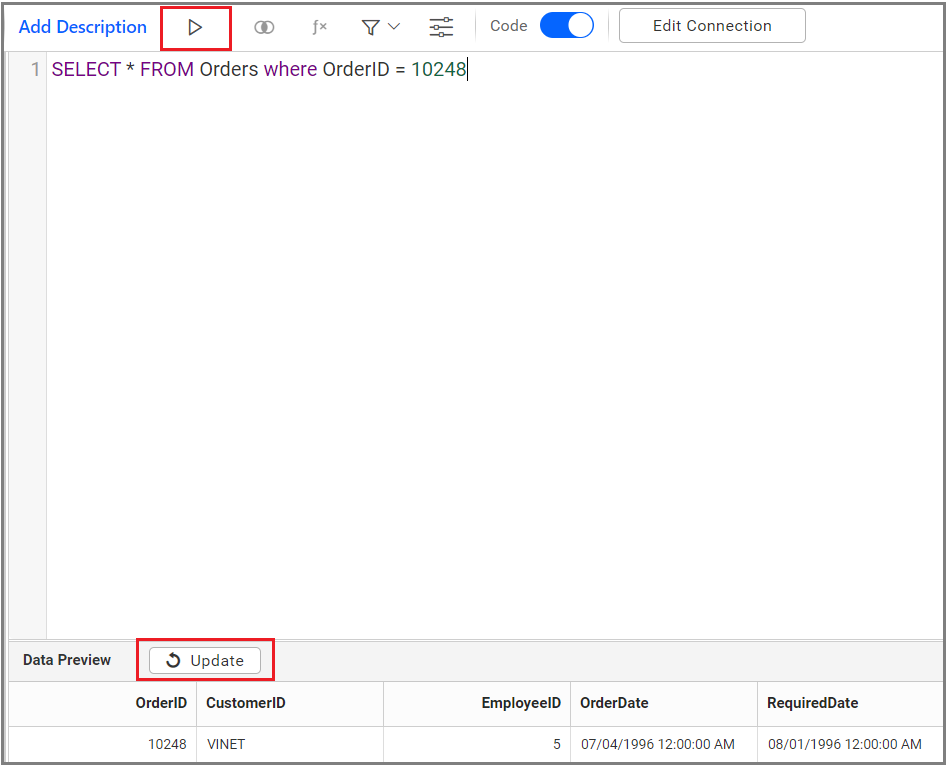 Add Description Code Edit Connection
1 SELECT * FROM Orders where OrderID = 10248
Data Preview Update
OrderID CustomerID EmployeeID OrderDate RequiredDate
10248 VINET 5 07/04/1996 12:00:00 AM 08/01/1996 12:00:00 AM